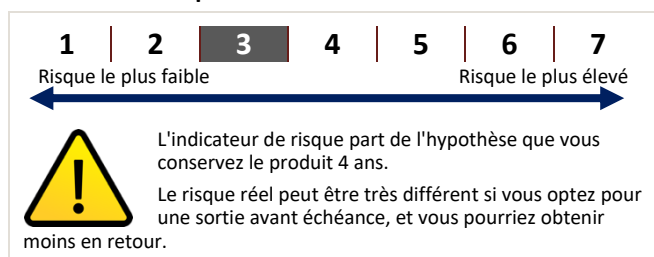 1 2 3 4 5 6 7
Risque le plus faible Risque le plus élevé
L'indicateur de risque part de l'hypothèse que vous
conservez le produit 4 ans.
Le risque réel peut être très différent si vous optez pour
une sortie avant échéance, et vous pourriez obtenir
moins en retour.